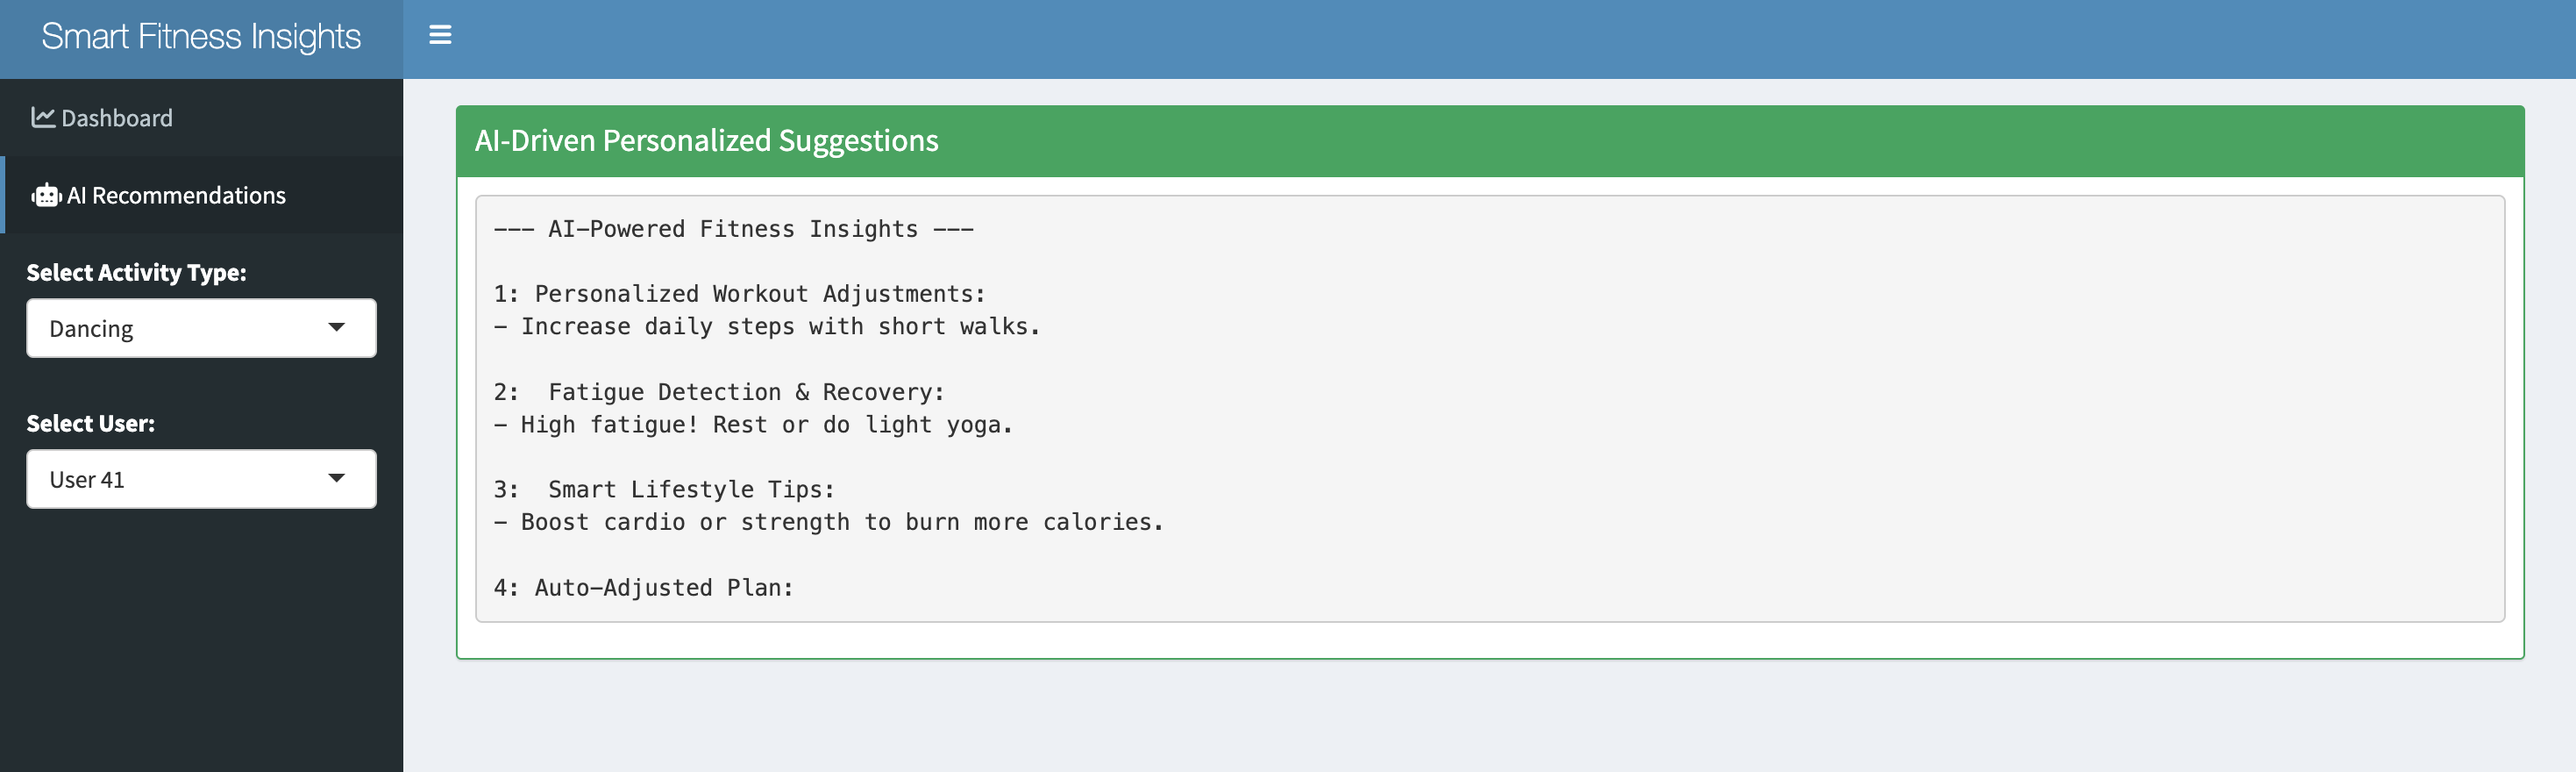 Smart Fitness Insights
Dashboard
AI Recommendations
Select Activity Type:
Dancing
Select User:
User 41
AI-Driven Personalized Suggestions
--- AI-Powered Fitness Insights ---
1: Personalized Workout Adjustments:
- Increase daily steps with short walks.
2:  Fatigue Detection & Recovery:
- High fatigue! Rest or do light yoga.
3:  Smart Lifestyle Tips:
- Boost cardio or strength to burn more calories.
4: Auto-Adjusted Plan: